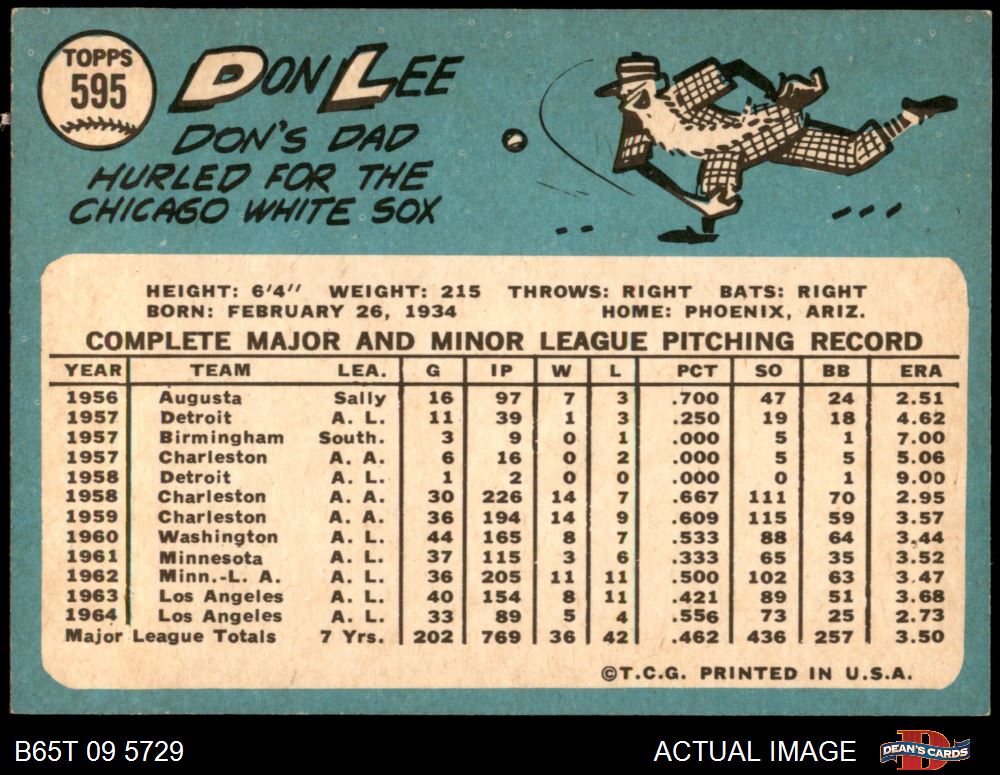 TOPPS
595
DON LEE
DON'S DAD
HURLED FOR THE
CHICAGO WHITE SOX
HEIGHT: 6'4" WEIGHT: 215 THROWS: RIGHT BATS: RIGHT
BORN: FEBRUARY 26, 1934 HOME: PHOENIX, ARIZ.
COMPLETE MAJOR AND MINOR LEAGUE PITCHING RECORD
YEAR TEAM LEA. G IP W L PCT SO BB ERA
1956 Augusta Sally 16 97 7 3 .700 47 24 2.51
1957 Detroit A. L. 11 39 1 3 .250 19 18 4.62
1957 Birmingham South. 3 9 0 1 .000 5 1 7.00
1957 Charleston A. A. 6 16 0 2 .000 5 5 5.06
1958 Detroit A. L. 1 2 0 0 .000 0 1 9.00
1958 Charleston A. A. 30 226 14 7 .667 111 70 2.95
1959 Charleston A. A. 36 194 14 9 .609 115 59 3.57
1960 Washington A. L. 44 165 8 7 .533 88 64 3.44
1961 Minnesota A. L. 37 115 3 6 .333 65 35 3.52
1962 Minn.-L. A. A. L. 36 205 11 11 .500 102 63 3.47
1963 Los Angeles A. L. 40 154 8 11 .421 89 51 3.68
1964 Los Angeles A. L. 33 89 5 4 .556 73 25 2.73
Major League Totals 7 Yrs. 202 769 36 42 .462 436 257 3.50
©T.C.G. PRINTED IN U.S.A.
B65T 09 5729 ACTUAL IMAGE
D
DEAN'S CARDS